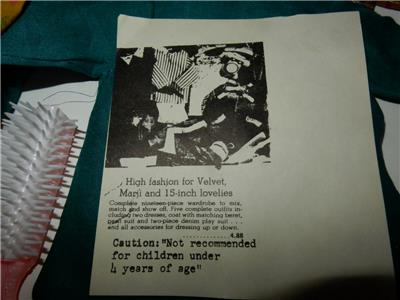 High fashion for Velvet,
Marji and 15-inch lovelies
Complete nineteen-piece wardrobe to mix,
match and show off. Five complete outfits in-
cluding two dresses, coat with matching beret,
pant suit and two-piece denim play suit . . .
and all accessories for dressing up or down.
..............4.88
Caution: "Not recommended
for children under
4 years of age"